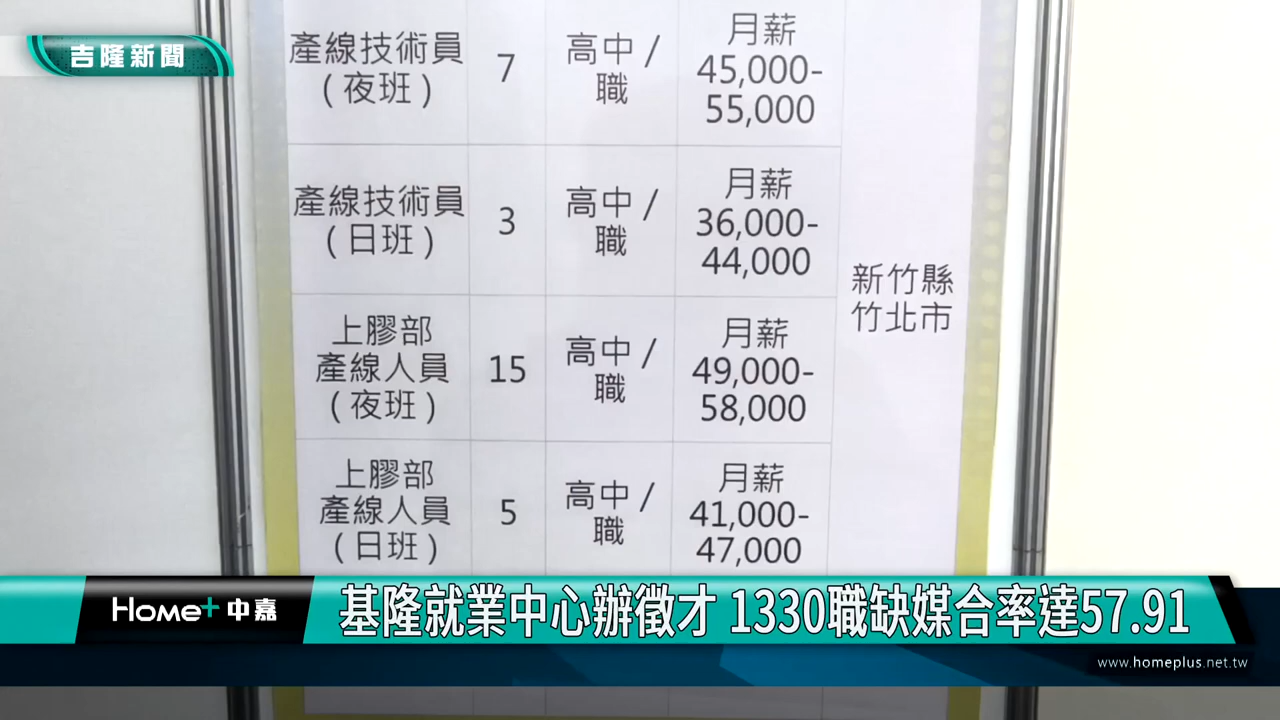 吉隆新聞
產線技術員
(夜班)
7
高中/
職
月薪
45,000-
55,000
產線技術員
(日班)
3
高中/
職
月薪
36,000-
44,000
上膠部
產線人員
(夜班)
15
高中/
職
月薪
49,000-
58,000
上膠部
產線人員
(日班)
5
高中/
職
月薪
41,000-
47,000
新竹縣
竹北市
Home+中嘉
基隆就業中心辦徵才 1330職缺媒合率達57.91
www.homeplus.net.tw